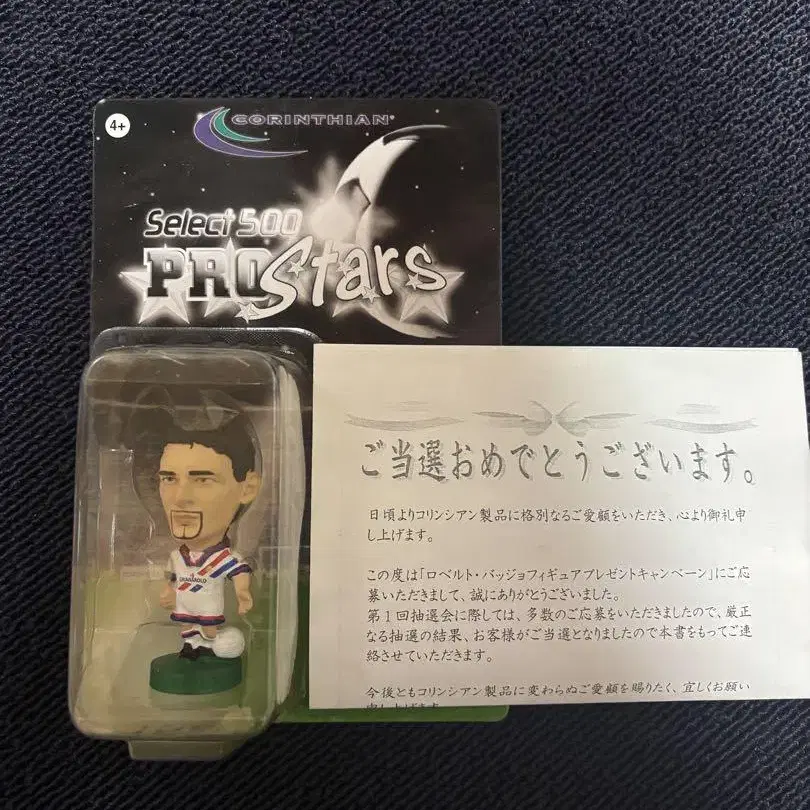 4+
CORINTHIAN
Select 500
PROStars
ご当選おめでとうございます。
日頃よりコリンシアン製品に格別なるご愛顧をいただき、心より御礼申
し上げます。
この度は「ロベルト・バッジョフィギュアプレゼントキャンペーン」にご応
募いただきまして、誠にありがとうございました。
第1回抽選会に際しては、多数のご応募をいただきましたので、厳正
なる抽選の結果、お客様がご当選となりましたので本書をもってご連
絡させていただきます。
今後ともコリンシアン製品に変わらぬご愛顧を賜りたく、宜しくお願い